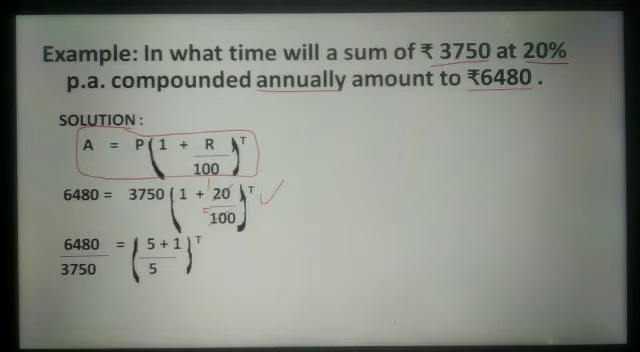 Example: In what time will a sum of ₹ 3750 at 20%
p.a. compounded annually amount to ₹6480 .
SOLUTION :
A = P(1 + R/100)^T
6480 = 3750 (1 + 20/100)^T
6480/3750 = (5+1/5)^T